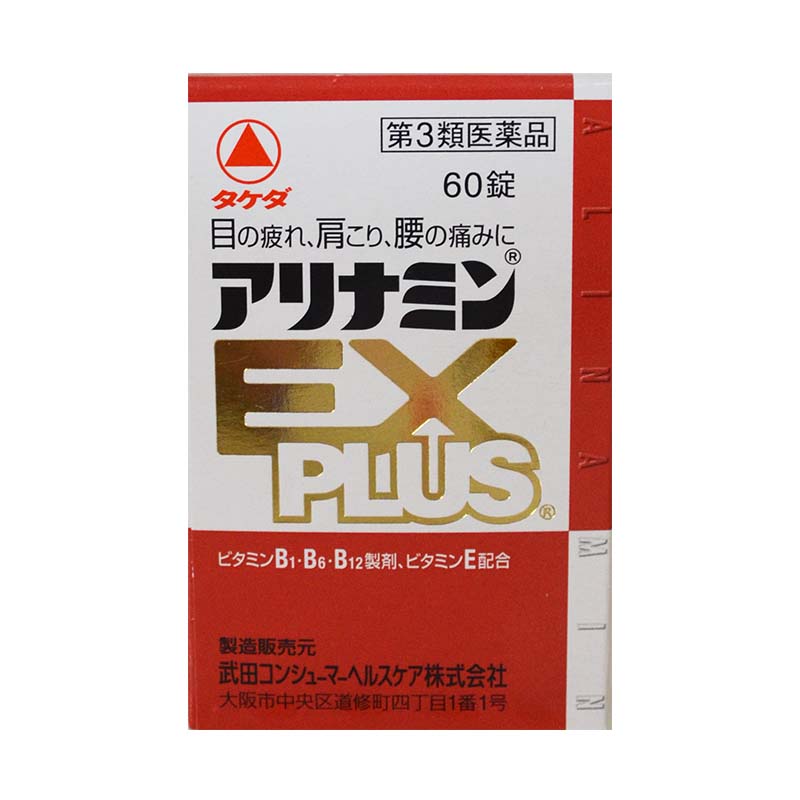 第3類医薬品
タケダ
60錠
目の疲れ、肩こり、腰の痛みに
アリナミン®
EX
PLUS®
ビタミンB1・B6・B12製剤、ビタミンE配合
製造販売元
武田コンシューマーヘルスケア株式会社
大阪市中央区道修町四丁目1番1号
ALINAMIN